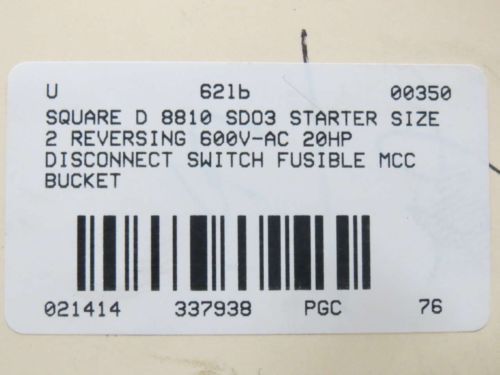 U 62lb 00350
SQUARE D 8810 SDO3 STARTER SIZE
2 REVERSING 600V-AC 20HP
DISCONNECT SWITCH FUSIBLE MCC
BUCKET
021414 337938 PGC 76